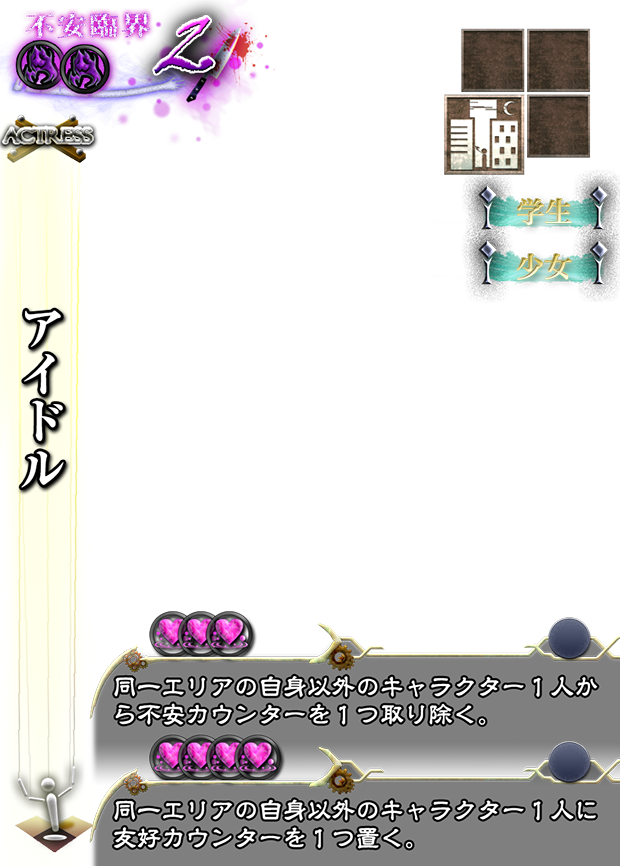 不安臨界
2
ACTRESS
学生
少女
アイドル
同一エリアの自身以外のキャラクター1人か
ら不安カウンターを1つ取り除く。
同一エリアの自身以外のキャラクター1人に
友好カウンターを1つ置く。